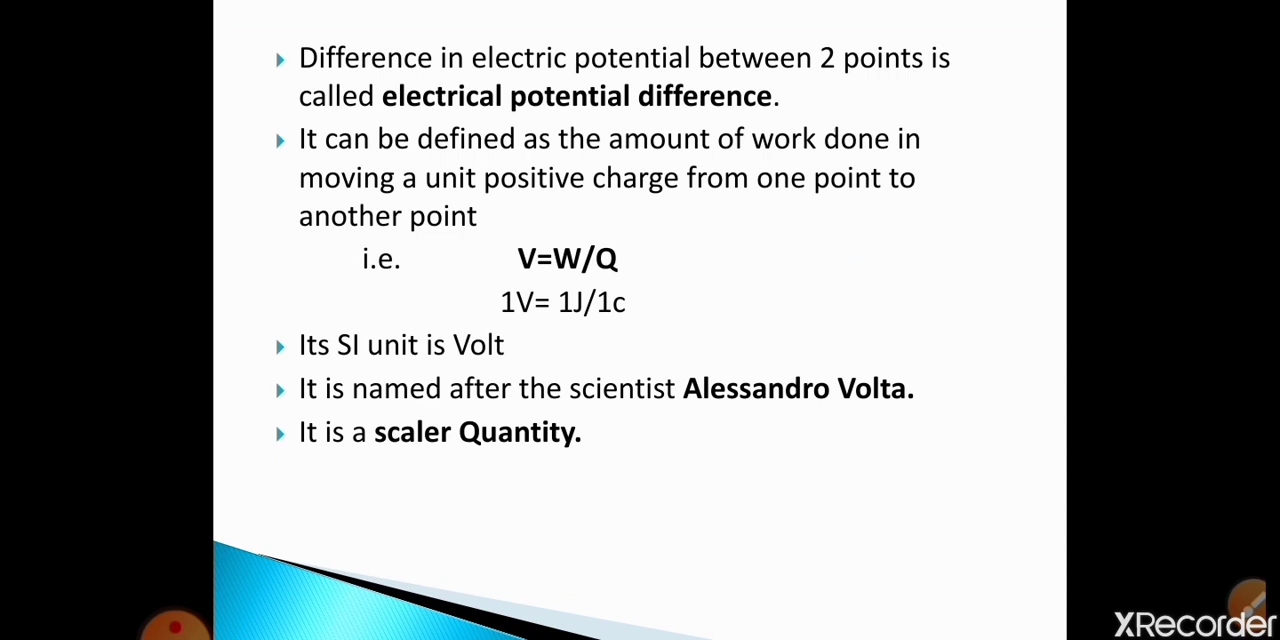 Difference in electric potential between 2 points is
called electrical potential difference.
It can be defined as the amount of work done in
moving a unit positive charge from one point to
another point
i.e. V=W/Q
1V= 1J/1c
Its SI unit is Volt
It is named after the scientist Alessandro Volta.
It is a scaler Quantity.
XRecorder